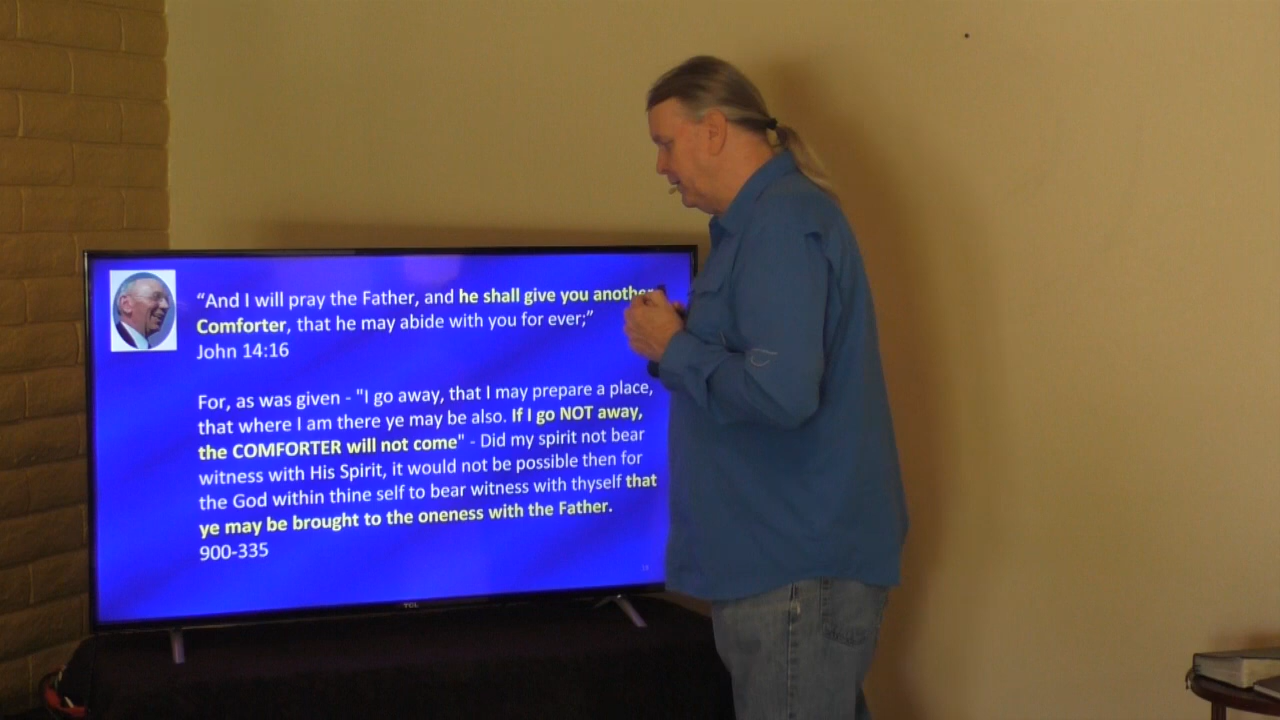 “And I will pray the Father, and he shall give you another
Comforter, that he may abide with you for ever;”
John 14:16
For, as was given - "I go away, that I may prepare a place,
that where I am there ye may be also. If I go NOT away,
the COMFORTER will not come" - Did my spirit not bear
witness with His Spirit, it would not be possible then for
the God within thine self to bear witness with thyself that
ye may be brought to the oneness with the Father.
900-335
TCL